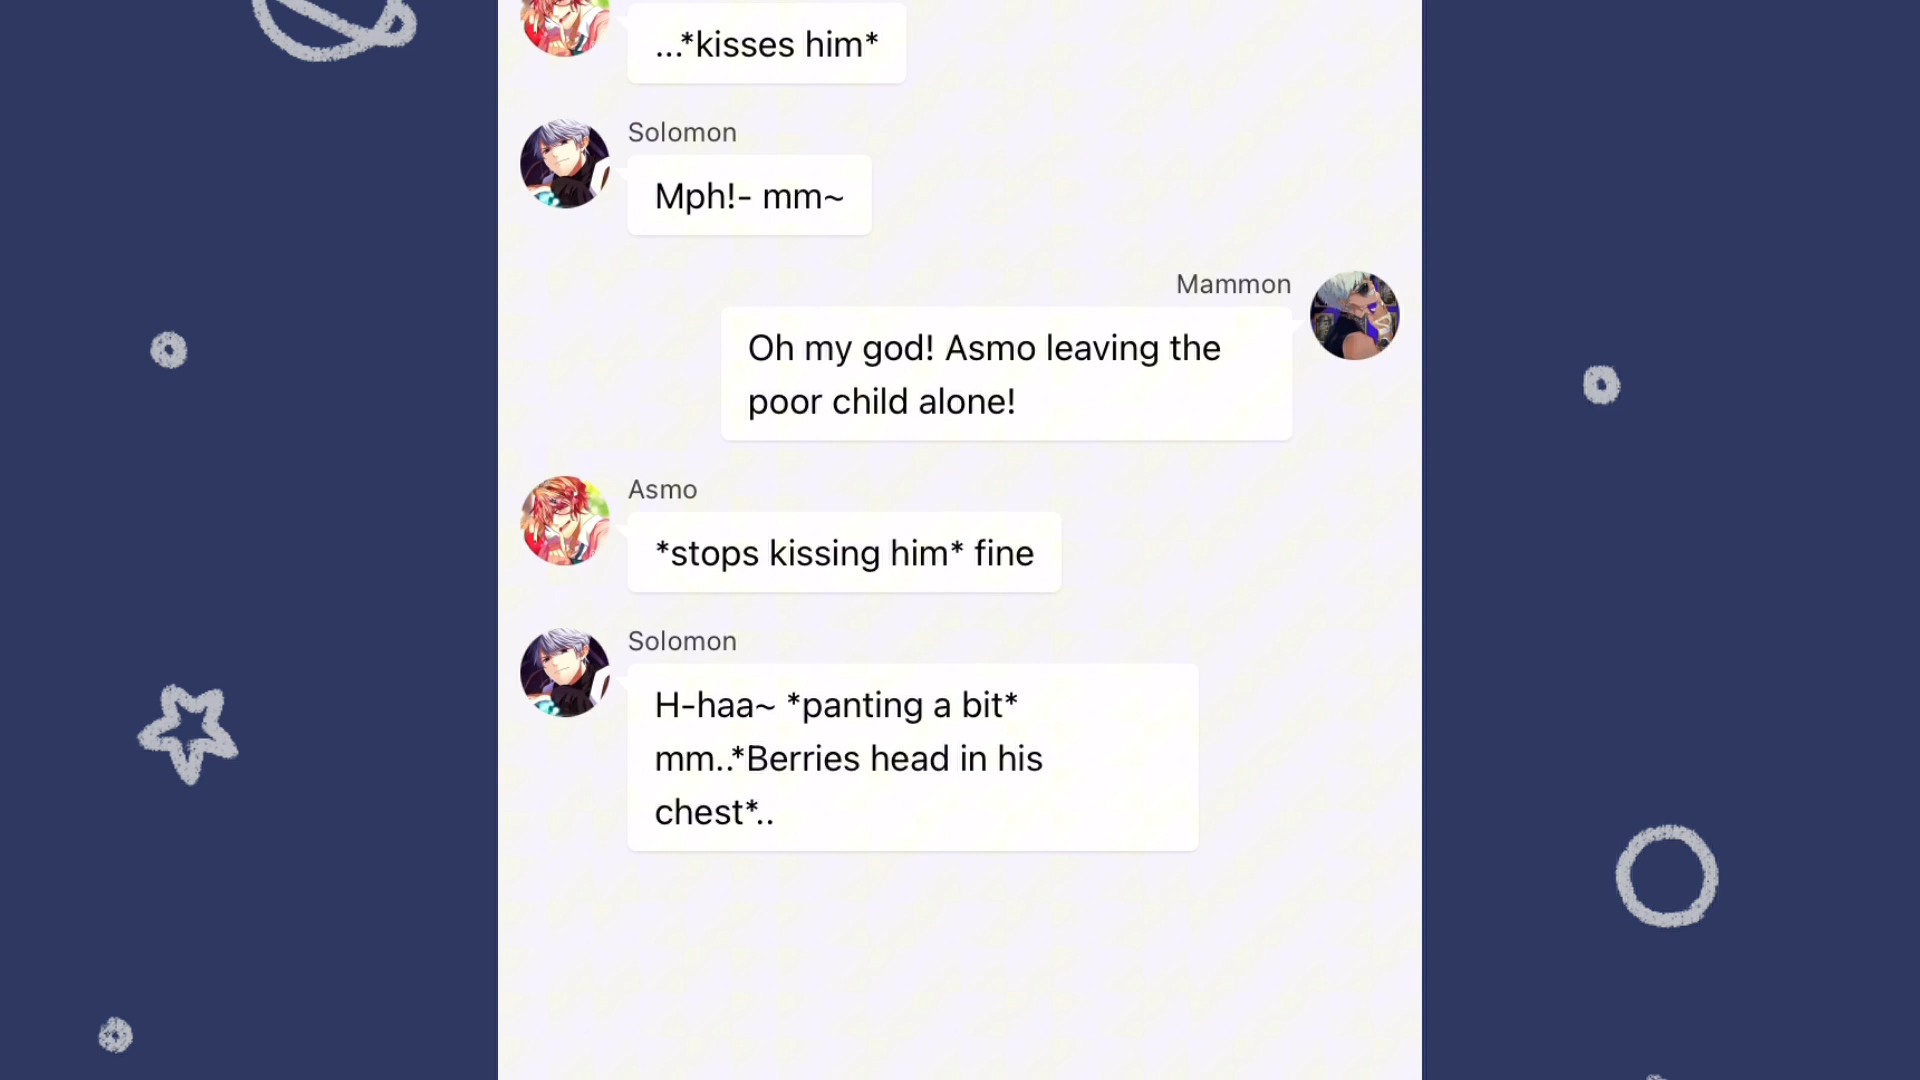 ...*kisses him*
Solomon
Mph!- mm~
Mammon
Oh my god! Asmo leaving the
poor child alone!
Asmo
*stops kissing him* fine
Solomon
H-haa~ *panting a bit*
mm..*Berries head in his
chest*..